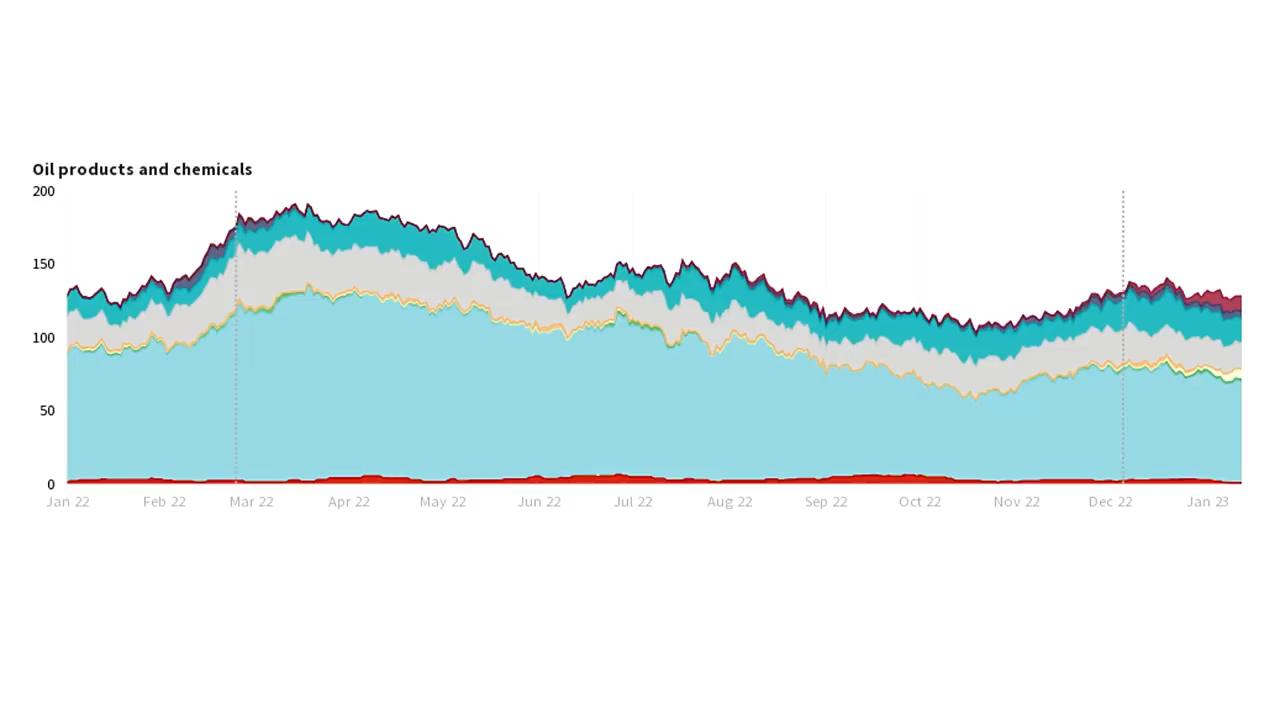 Oil products and chemicals
200
150
100
50
0
Jan 22 Feb 22 Mar 22 Apr 22 May 22 Jun 22 Jul 22 Aug 22 Sep 22 Oct 22 Nov 22 Dec 22 Jan 23